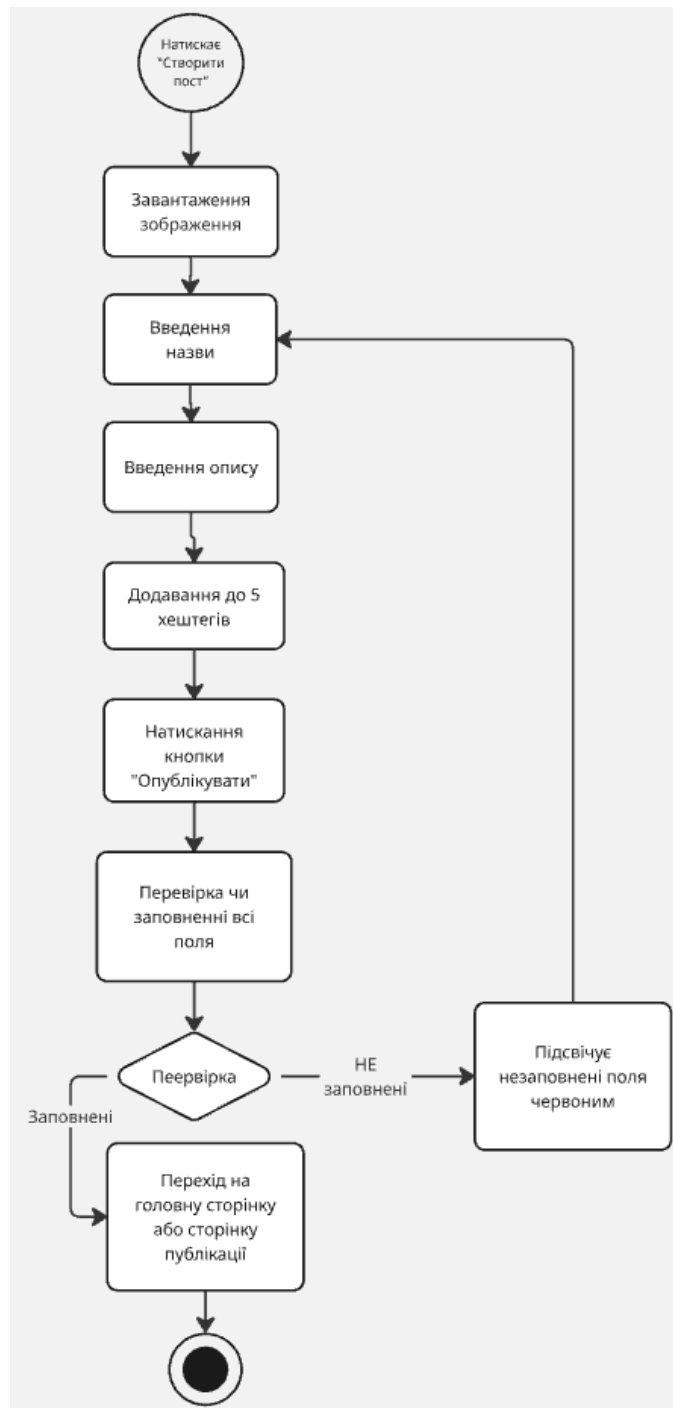 Натискає
"Створити
пост"
Завантаження
зображення
Введення
назви
Введення опису
Додавання до 5
хештегів
Натискання
кнопки
"Опублікувати"
Перевірка чи
заповненні всі
поля
Пеервірка
НЕ
заповнені
Підсвічує
незаповнені поля
червоним
Заповнені
Перехід на
головну сторінку
або сторінку
публікації